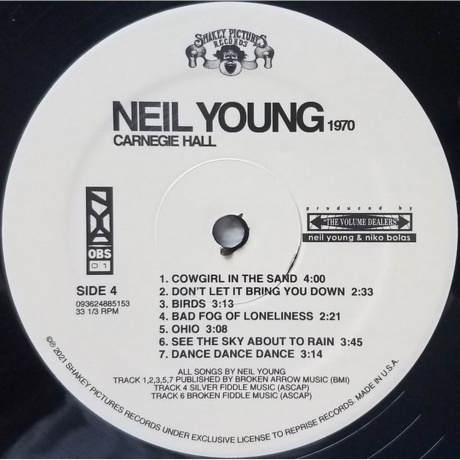 SHAKEY PICTURES
RECORDS
NEIL YOUNG 1970
CARNEGIE HALL
NYA
OBS
D 1
produced by
"THE VOLUME DEALERS"
neil young & niko bolas
SIDE 4
093624885153
33 1/3 RPM
1. COWGIRL IN THE SAND 4:00
2. DON'T LET IT BRING YOU DOWN 2:33
3. BIRDS 3:13
4. BAD FOG OF LONELINESS 2:21
5. OHIO 3:08
6. SEE THE SKY ABOUT TO RAIN 3:45
7. DANCE DANCE DANCE 3:14
ALL SONGS BY NEIL YOUNG
TRACK 1,2,3,5,7 PUBLISHED BY BROKEN ARROW MUSIC (BMI)
TRACK 4 SILVER FIDDLE MUSIC (ASCAP)
TRACK 6 BROKEN FIDDLE MUSIC (ASCAP)
©℗ 2021 SHAKEY PICTURES RECORDS UNDER EXCLUSIVE LICENSE TO REPRISE RECORDS. MADE IN U.S.A.